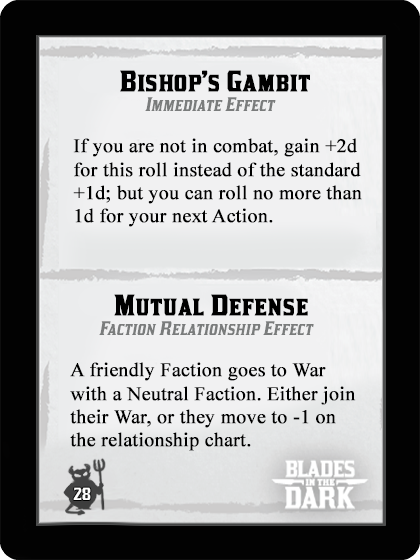 BISHOP'S GAMBIT
IMMEDIATE EFFECT
If you are not in combat, gain +2d
for this roll instead of the standard
+1d; but you can roll no more than
1d for your next Action.
MUTUAL DEFENSE
FACTION RELATIONSHIP EFFECT
A friendly Faction goes to War
with a Neutral Faction. Either join
their War, or they move to -1 on
the relationship chart.
28
BLADES
IN THE
DARK